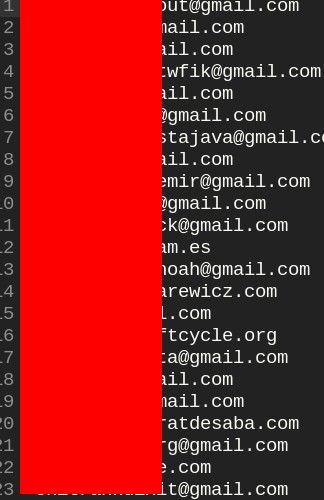 1 out@gmail.com
2 mail.com
3 ail.com
4 twfik@gmail.com
5 ail.com
6 @gmail.com
7 stajava@gmail.co
8 ail.com
9 emir@gmail.com
10 @gmail.com
11 ck@gmail.com
12 am.es
13 noah@gmail.com
14 arewicz.com
15 l.com
16 ftcycle.org
17 ta@gmail.com
18 ail.com
19 mail.com
20 ratdesaba.com
21 rg@gmail.com
22 e.com
23 it@gmail.com